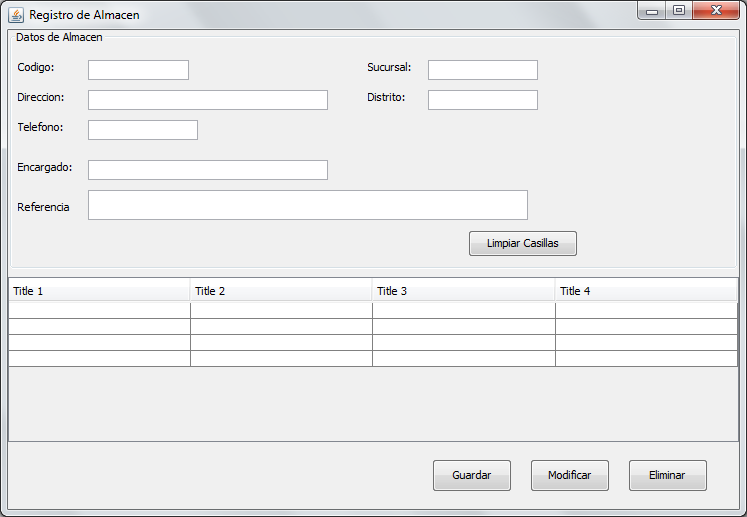 Registro de Almacen
Datos de Almacen
Codigo: Sucursal:
Direccion: Distrito:
Telefono:
Encargado:
Referencia
Limpiar Casillas
Title 1 Title 2 Title 3 Title 4
Guardar Modificar Eliminar